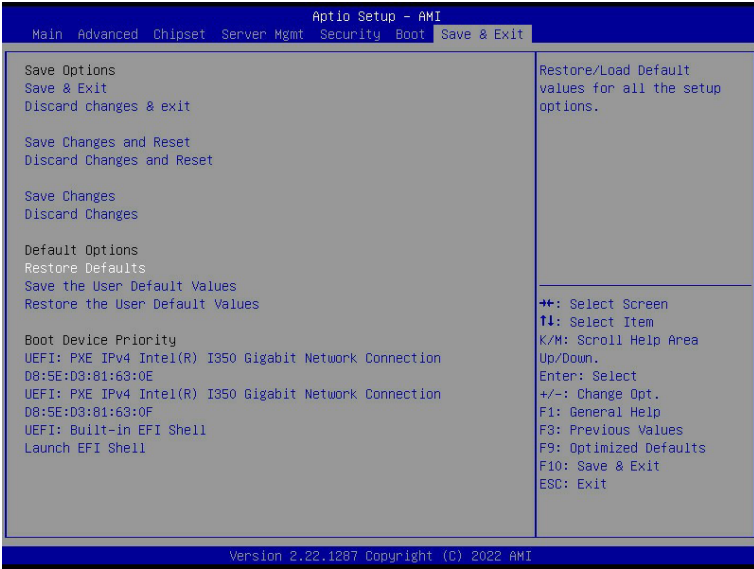 Aptio Setup - AMI
Main Advanced Chipset Server Mgmt Security Boot Save & Exit
Save Options
Save & Exit
Discard changes & exit
Save Changes and Reset
Discard Changes and Reset
Save Changes
Discard Changes
Default Options
Restore Defaults
Save the User Default Values
Restore the User Default Values
Boot Device Priority
UEFI: PXE IPv4 Intel(R) I350 Gigabit Network Connection
D8:5E:D3:81:63:0E
UEFI: PXE IPv4 Intel(R) I350 Gigabit Network Connection
D8:5E:D3:81:63:0F
UEFI: Built-in EFI Shell
Launch EFI Shell
Restore/Load Default
values for all the setup
options.
→←: Select Screen
↑↓: Select Item
K/M: Scroll Help Area
Up/Down.
Enter: Select
+/-: Change Opt.
F1: General Help
F3: Previous Values
F9: Optimized Defaults
F10: Save & Exit
ESC: Exit
Version 2.22.1287 Copyright (C) 2022 AMI